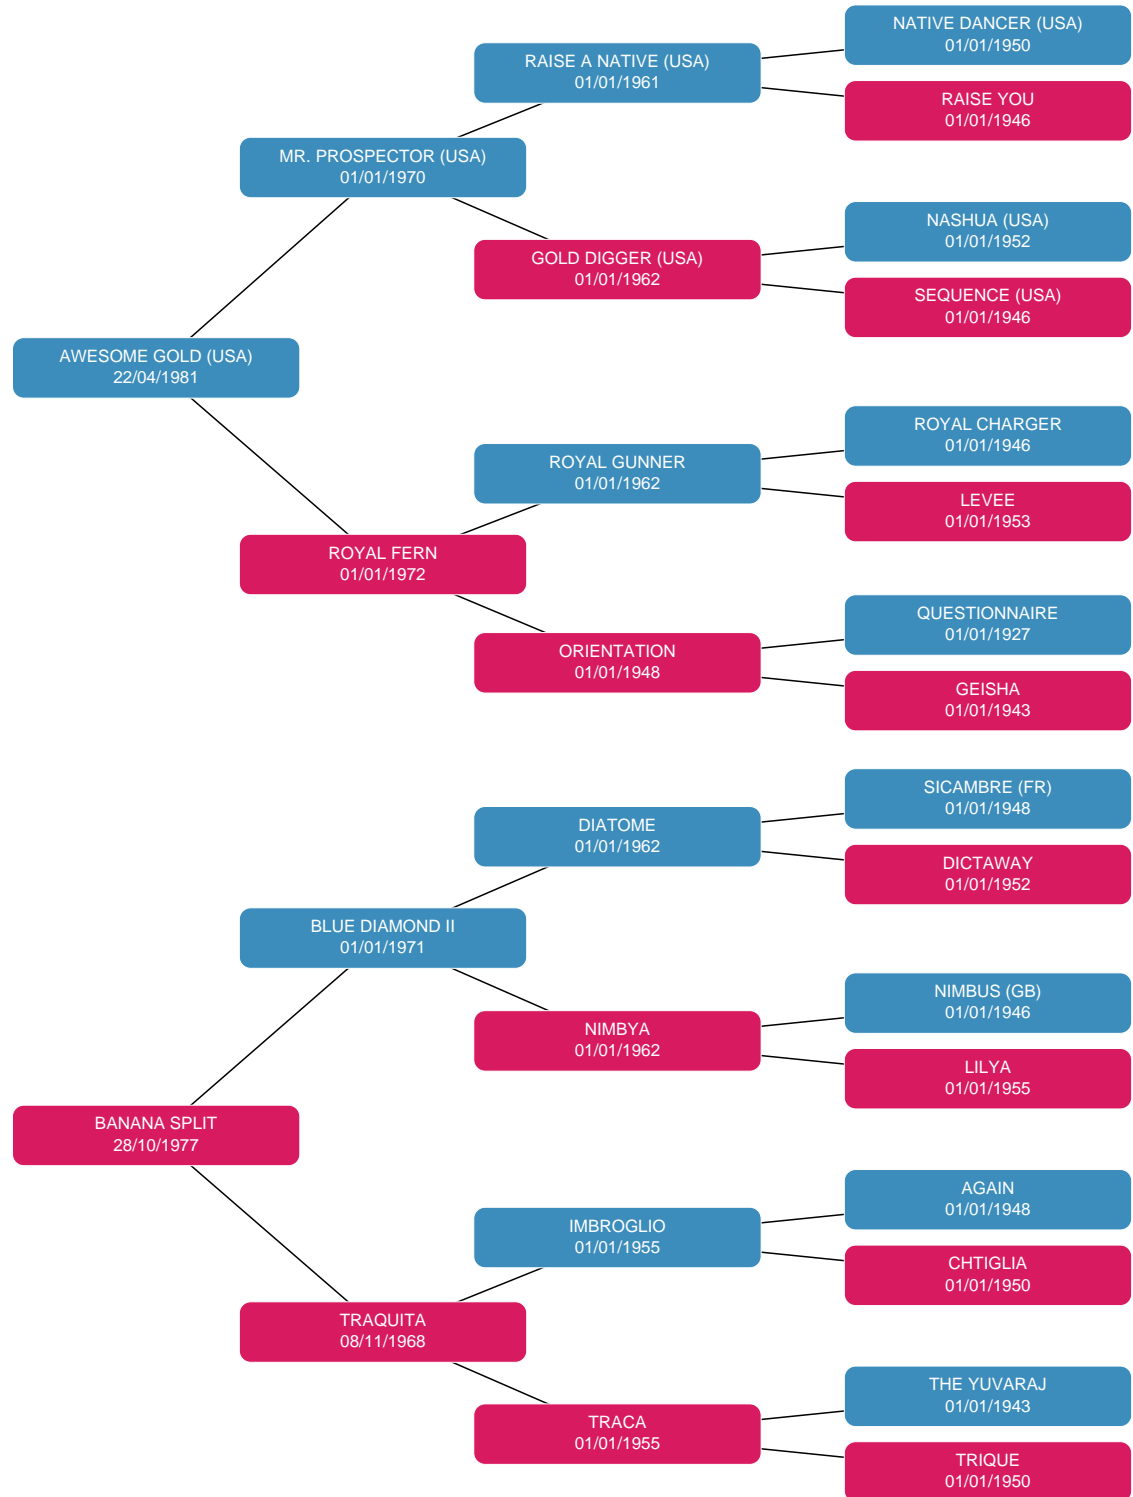 NATIVE DANCER (USA)
01/01/1950
RAISE A NATIVE (USA)
01/01/1961
RAISE YOU
01/01/1946
MR. PROSPECTOR (USA)
01/01/1970
NASHUA (USA)
01/01/1952
GOLD DIGGER (USA)
01/01/1962
SEQUENCE (USA)
01/01/1946
AWESOME GOLD (USA)
22/04/1981
ROYAL CHARGER
01/01/1946
ROYAL GUNNER
01/01/1962
LEVEE
01/01/1953
ROYAL FERN
01/01/1972
QUESTIONNAIRE
01/01/1927
ORIENTATION
01/01/1948
GEISHA
01/01/1943
SICAMBRE (FR)
01/01/1948
DIATOME
01/01/1962
DICTAWAY
01/01/1952
BLUE DIAMOND II
01/01/1971
NIMBUS (GB)
01/01/1946
NIMBYA
01/01/1962
LILYA
01/01/1955
BANANA SPLIT
28/10/1977
AGAIN
01/01/1948
IMBROGLIO
01/01/1955
CHTIGLIA
01/01/1950
TRAQUITA
08/11/1968
THE YUVARAJ
01/01/1943
TRACA
01/01/1955
TRIQUE
01/01/1950